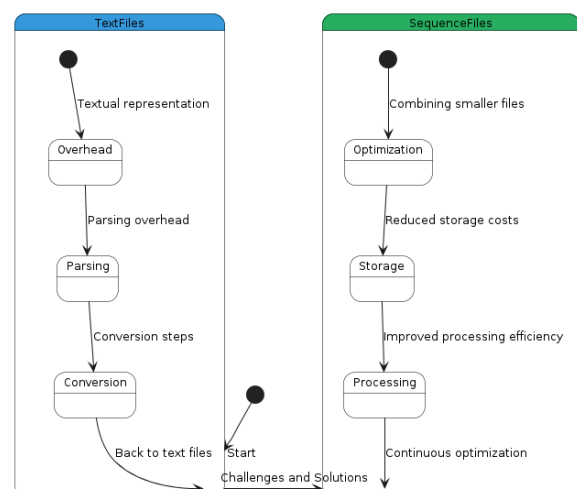 TextFiles
Textual representation
Overhead
Parsing overhead
Parsing
Conversion steps
Conversion
Back to text files
Start
Challenges and Solutions
SequenceFiles
Combining smaller files
Optimization
Reduced storage costs
Storage
Improved processing efficiency
Processing
Continuous optimization